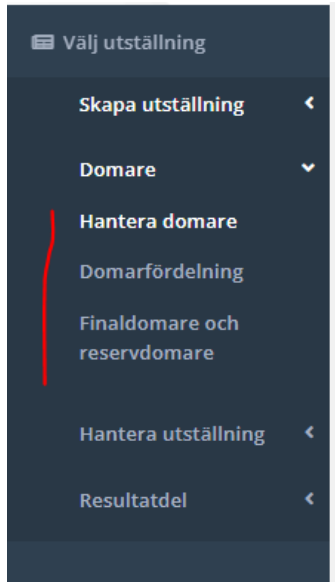 Välj utställning
Skapa utställning
Domare
Hantera domare
Domarfördelning
Finaldomare och
reservdomare
Hantera utställning
Resultatdel